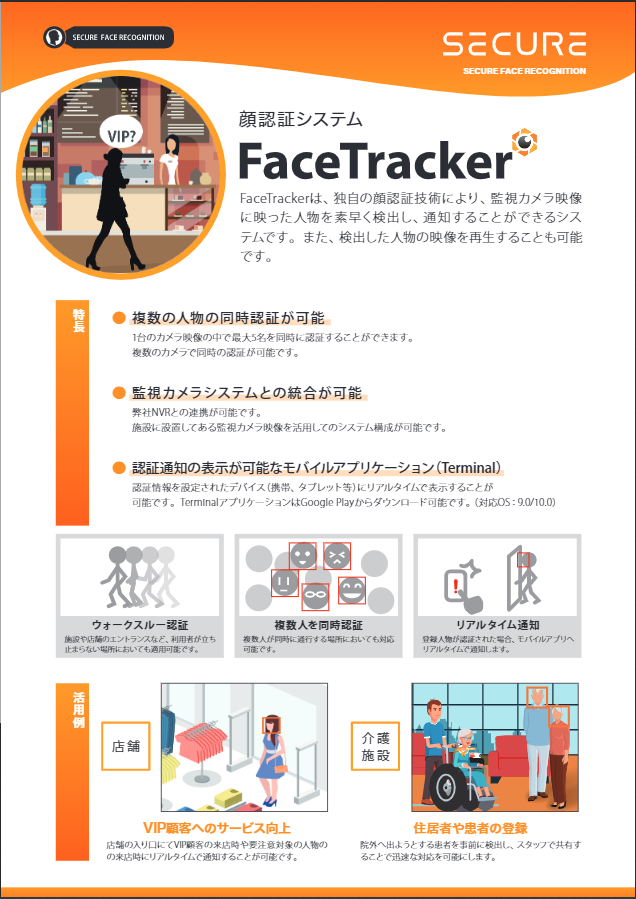 SECURE FACE RECOGNITION
SECURE
SECURE FACE RECOGNITION
VIP?
顔認証システム
FaceTracker
FaceTrackerは、独自の顔認証技術により、監視カメラ映像
に映った人物を素早く検出し、通知することができるシス
テムです。また、検出した人物の映像を再生することも可能
です。
特長
複数の人物の同時認証が可能
1台のカメラ映像の中で最大5名を同時に認証することができます。
複数のカメラで同時の認証が可能です。
監視カメラシステムとの統合が可能
弊社NVRとの連携が可能です。
施設に設置してある監視カメラ映像を活用してのシステム構成が可能です。
認証通知の表示が可能なモバイルアプリケーション（Terminal）
認証情報を設定されたデバイス（携帯、タブレット等）にリアルタイムで表示することが
可能です。TerminalアプリケーションはGoogle Playからダウンロード可能です。（対応OS：9.0/10.0）
ウォークスルー認証
施設や店舗のエントランスなど、利用者が立ち
止まらない場所においても適用可能です。
複数人を同時認証
複数人が同時に通行する場所においても対応
可能です。
!
リアルタイム通知
登録人物が認証された場合、モバイルアプリへ
リアルタイムで通知します。
活用例
店舗
VIP顧客へのサービス向上
店舗の入り口にてVIP顧客の来店時や要注意対象の人物の
の来店時にリアルタイムで通知することが可能です。
介護
施設
住居者や患者の登録
院外へ出ようとする患者を事前に検出し、スタッフで共有す
ることで迅速な対応を可能にします。